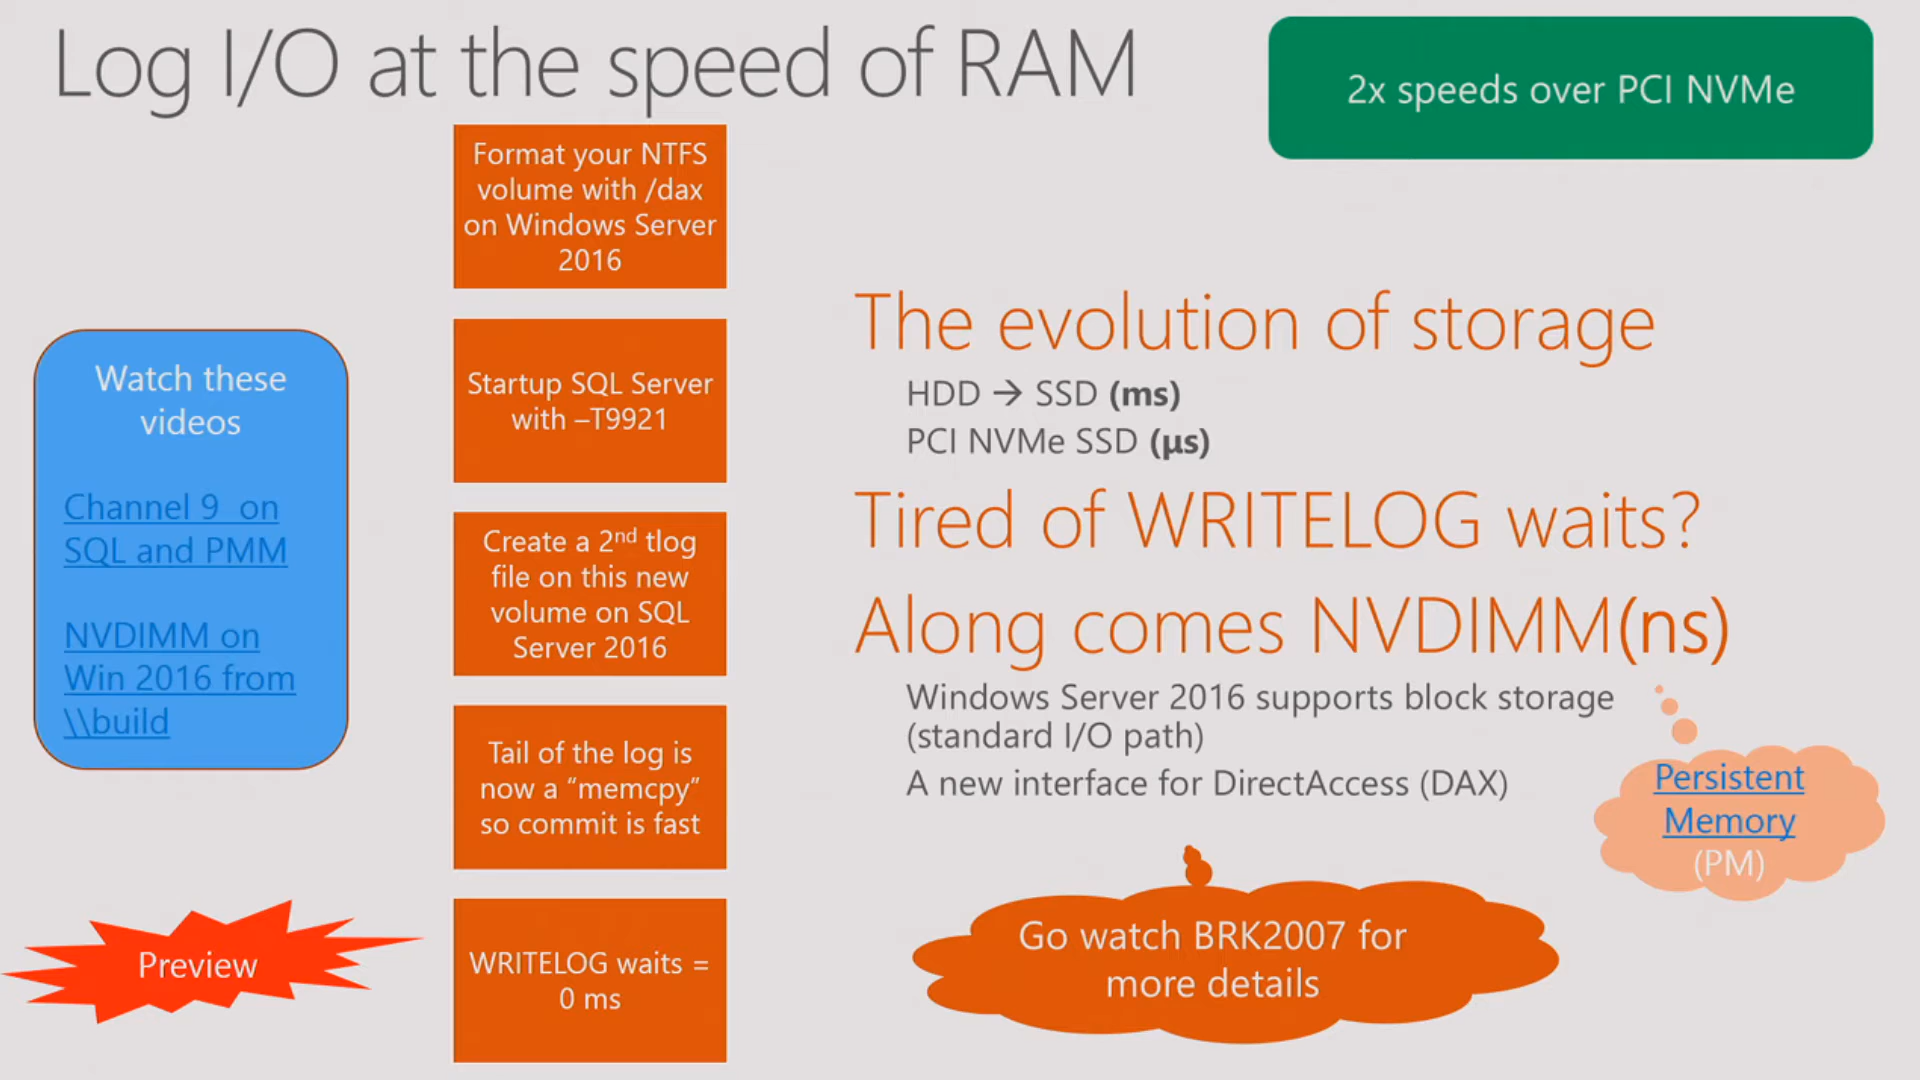 Log I/O at the speed of RAM
2x speeds over PCI NVMe
Watch these
videos
Channel 9  on
SQL and PMM
NVDIMM on
Win 2016 from
\\build
Preview
Format your NTFS
volume with /dax
on Windows Server
2016
Startup SQL Server
with –T9921
Create a 2nd tlog
file on this new
volume on SQL
Server 2016
Tail of the log is
now a “memcpy”
so commit is fast
WRITELOG waits =
0 ms
The evolution of storage
HDD → SSD (ms)
PCI NVMe SSD (µs)
Tired of WRITELOG waits?
Along comes NVDIMM(ns)
Windows Server 2016 supports block storage
(standard I/O path)
A new interface for DirectAccess (DAX)
Persistent
Memory
(PM)
Go watch BRK2007 for
more details